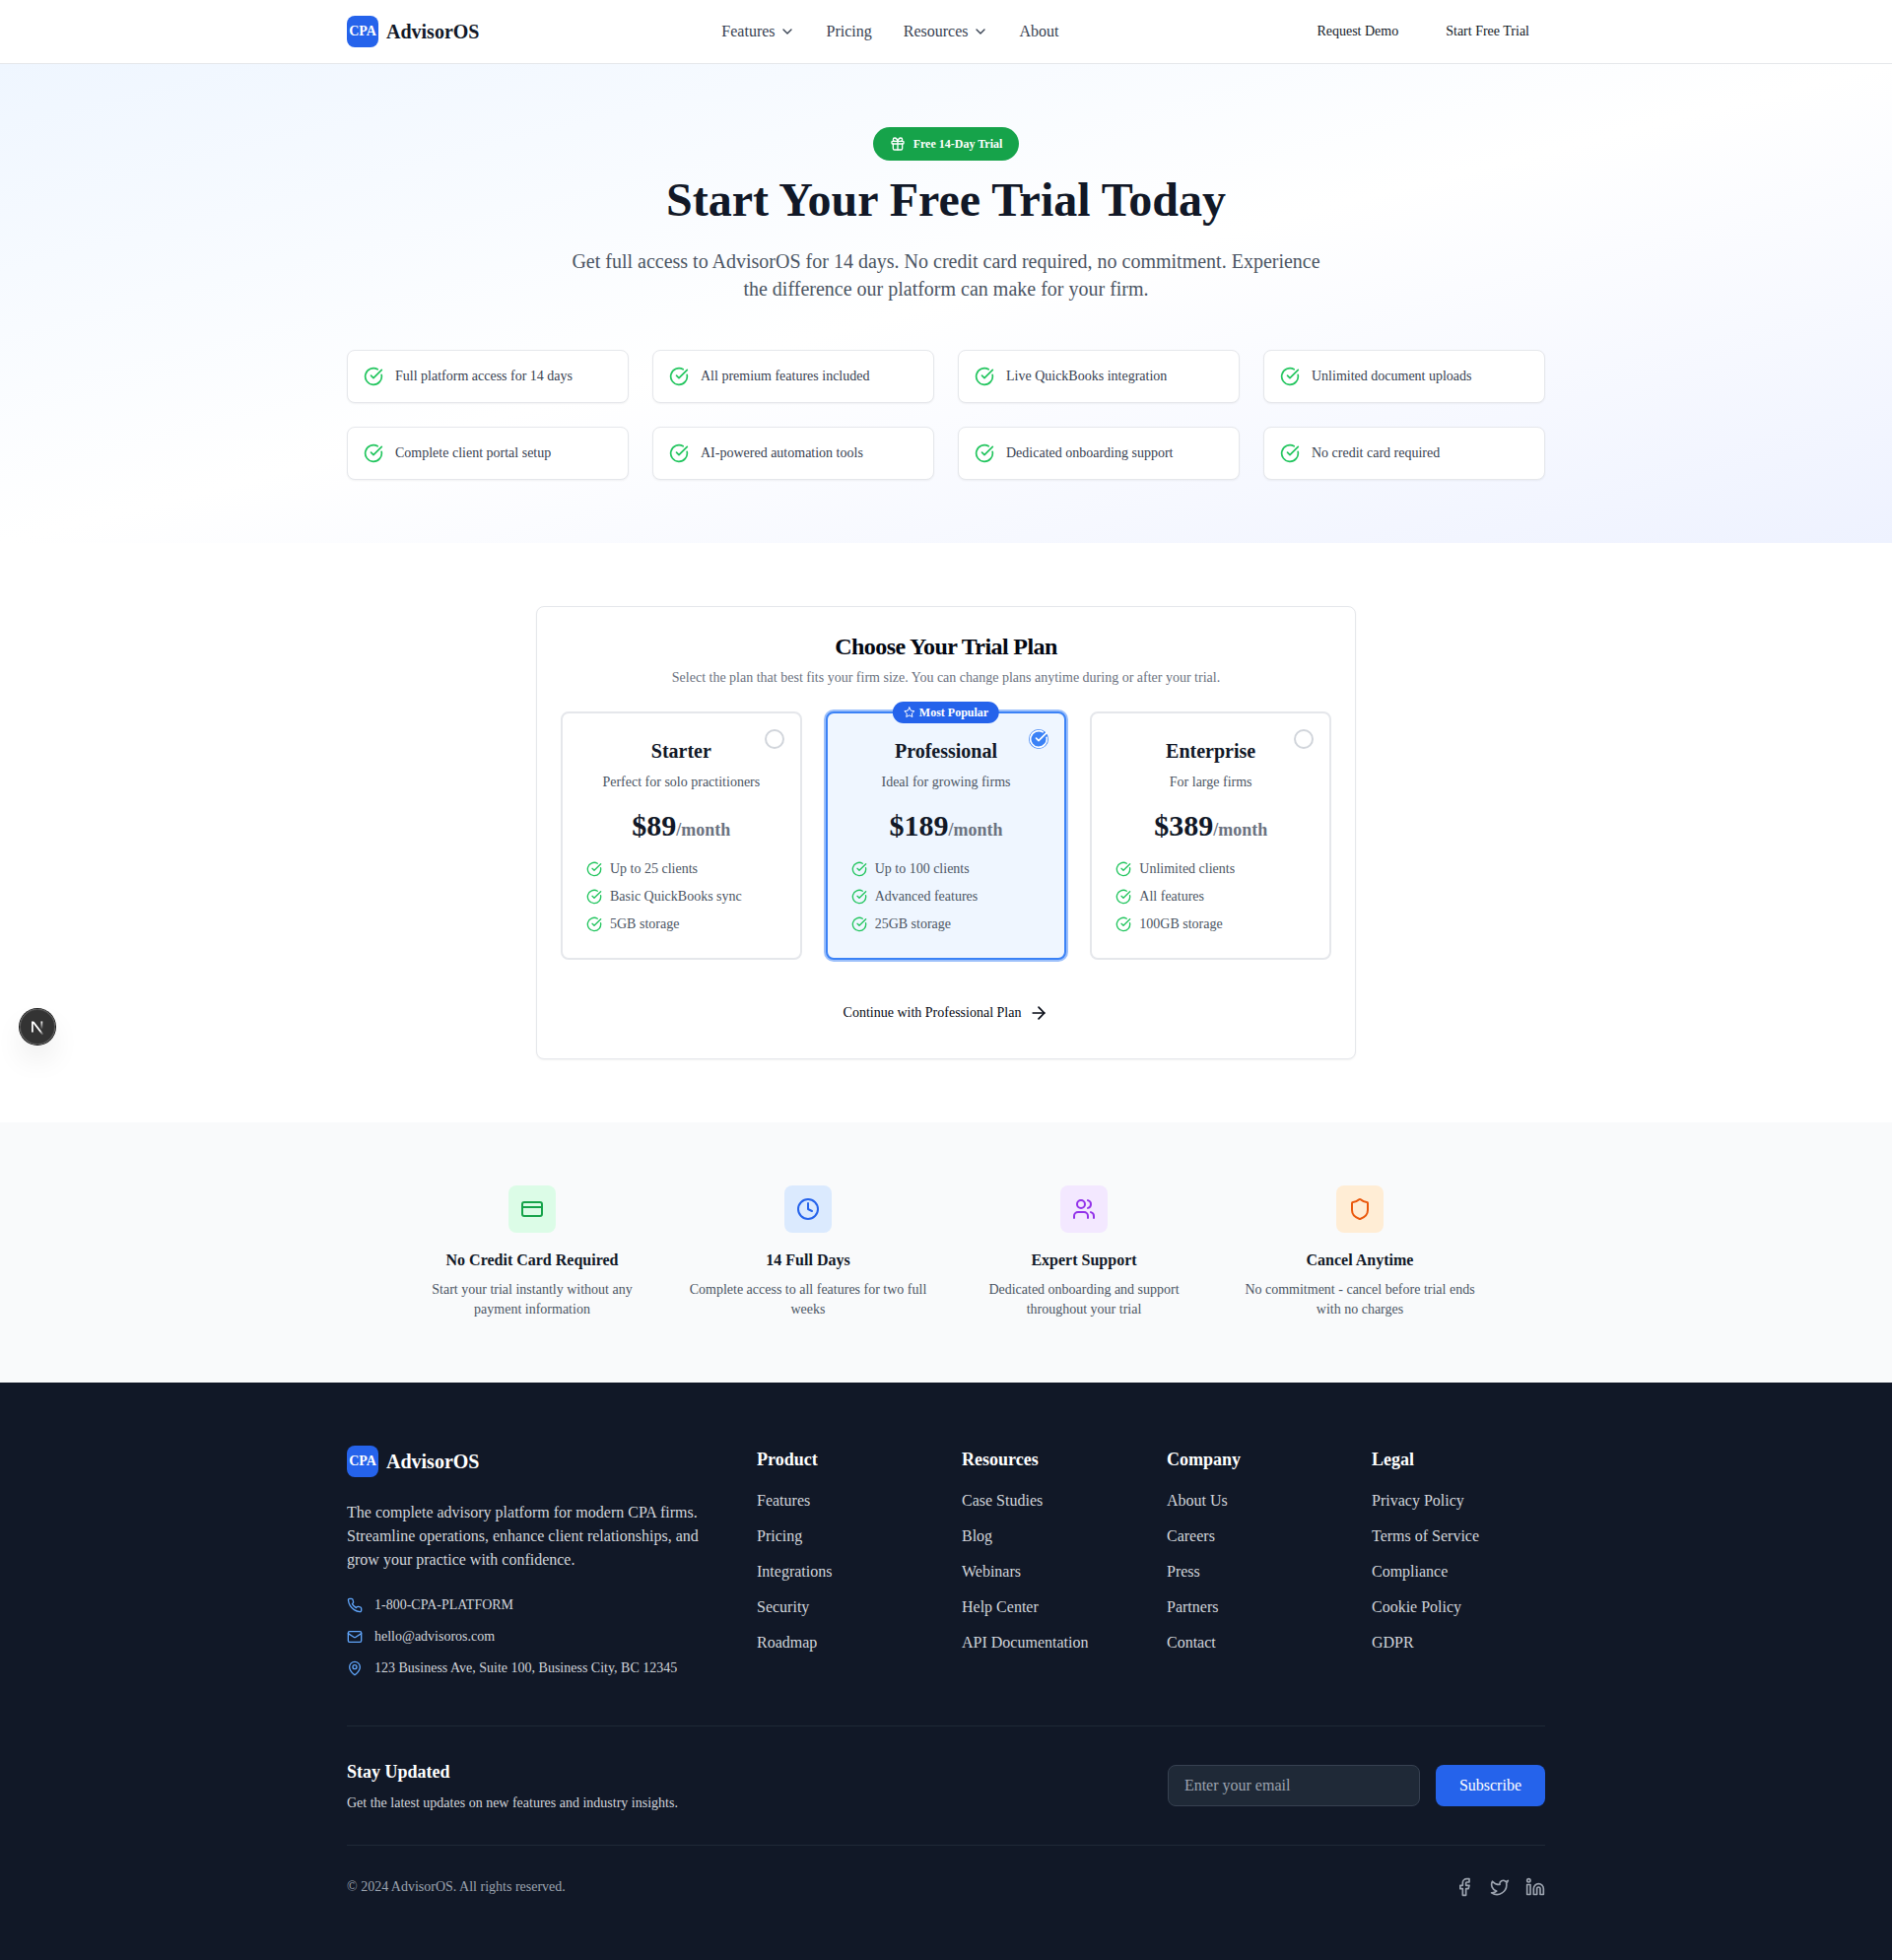 CPA AdvisorOS Features Pricing Resources About Request Demo Start Free Trial
Free 14-Day Trial
Start Your Free Trial Today
Get full access to AdvisorOS for 14 days. No credit card required, no commitment. Experience
the difference our platform can make for your firm.
Full platform access for 14 days All premium features included Live QuickBooks integration Unlimited document uploads
Complete client portal setup AI-powered automation tools Dedicated onboarding support No credit card required
Choose Your Trial Plan
Select the plan that best fits your firm size. You can change plans anytime during or after your trial.
Starter
Perfect for solo practitioners
$89/month
Up to 25 clients
Basic QuickBooks sync
5GB storage
Most Popular
Professional
Ideal for growing firms
$189/month
Up to 100 clients
Advanced features
25GB storage
Enterprise
For large firms
$389/month
Unlimited clients
All features
100GB storage
Continue with Professional Plan
N
No Credit Card Required
Start your trial instantly without any
payment information
14 Full Days
Complete access to all features for two full
weeks
Expert Support
Dedicated onboarding and support
throughout your trial
Cancel Anytime
No commitment - cancel before trial ends
with no charges
CPA AdvisorOS
The complete advisory platform for modern CPA firms.
Streamline operations, enhance client relationships, and
grow your practice with confidence.
1-800-CPA-PLATFORM
hello@advisoros.com
123 Business Ave, Suite 100, Business City, BC 12345
Product
Features
Pricing
Integrations
Security
Roadmap
Resources
Case Studies
Blog
Webinars
Help Center
API Documentation
Company
About Us
Careers
Press
Partners
Contact
Legal
Privacy Policy
Terms of Service
Compliance
Cookie Policy
GDPR
Stay Updated
Get the latest updates on new features and industry insights.
Enter your email Subscribe
© 2024 AdvisorOS. All rights reserved.